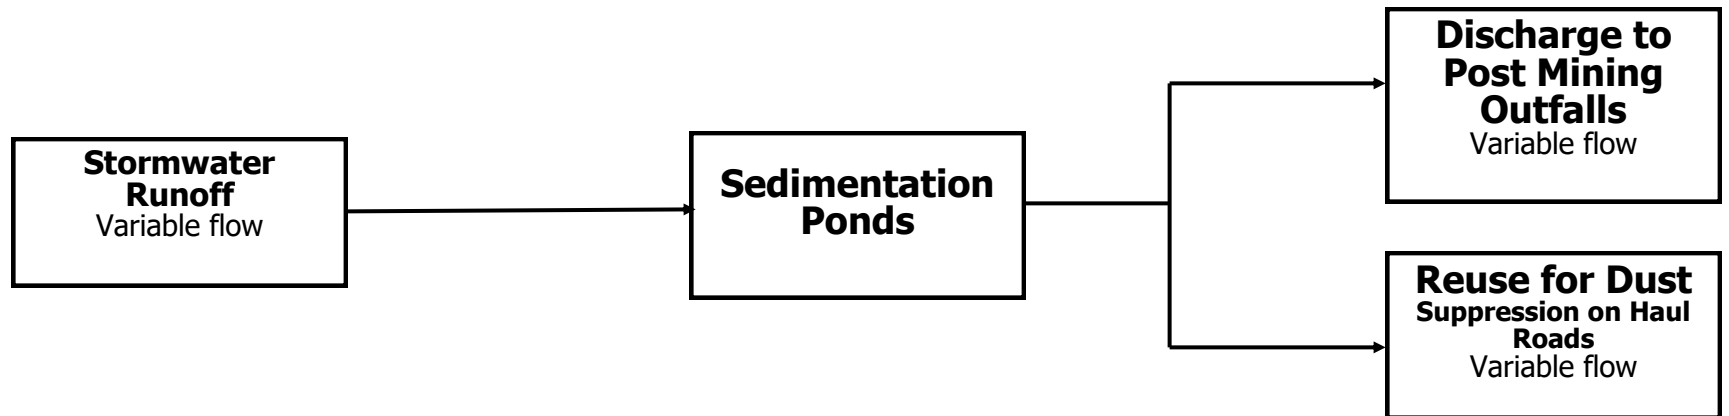 Stormwater
Runoff
Variable flow
Sedimentation
Ponds
Discharge to
Post Mining
Outfalls
Variable flow
Reuse for Dust
Suppression on Haul
Roads
Variable flow